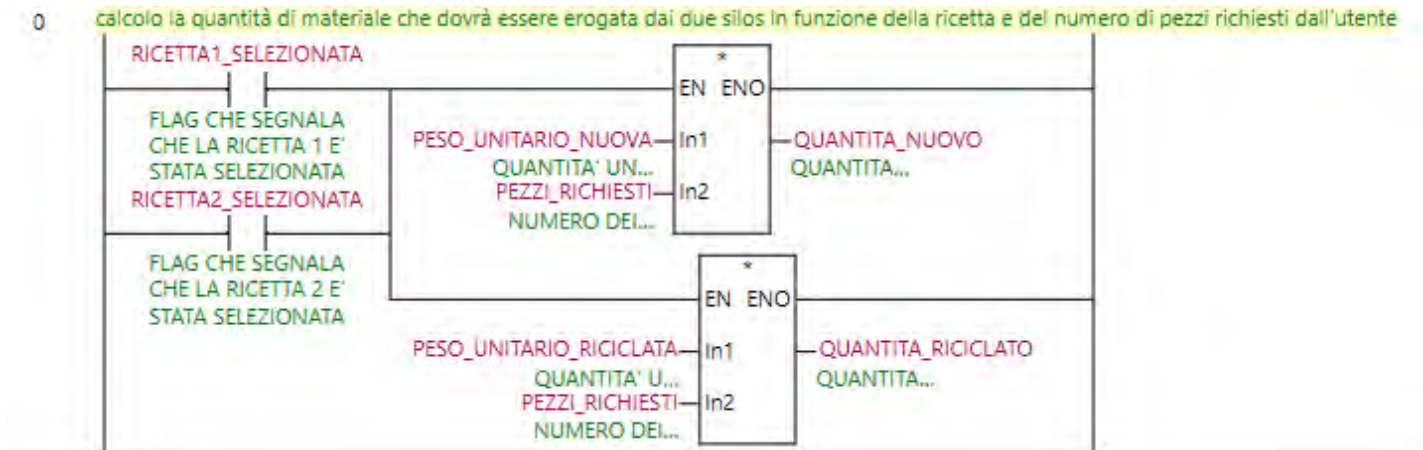 0 calcolo la quantità di materiale che dovrà essere erogata dai due silos in funzione della ricetta e del numero di pezzi richiesti dall'utente
RICETTA1_SELEZIONATA
*
EN ENO
FLAG CHE SEGNALA
CHE LA RICETTA 1 E'
STATA SELEZIONATA
PESO_UNITARIO_NUOVA In1 QUANTITA_NUOVO
QUANTITA' UN... QUANTITA...
PEZZI_RICHIESTI In2
NUMERO DEI...
RICETTA2_SELEZIONATA
FLAG CHE SEGNALA
CHE LA RICETTA 2 E'
STATA SELEZIONATA
*
EN ENO
PESO_UNITARIO_RICICLATA In1 QUANTITA_RICICLATO
QUANTITA' U... QUANTITA...
PEZZI_RICHIESTI In2
NUMERO DEI...